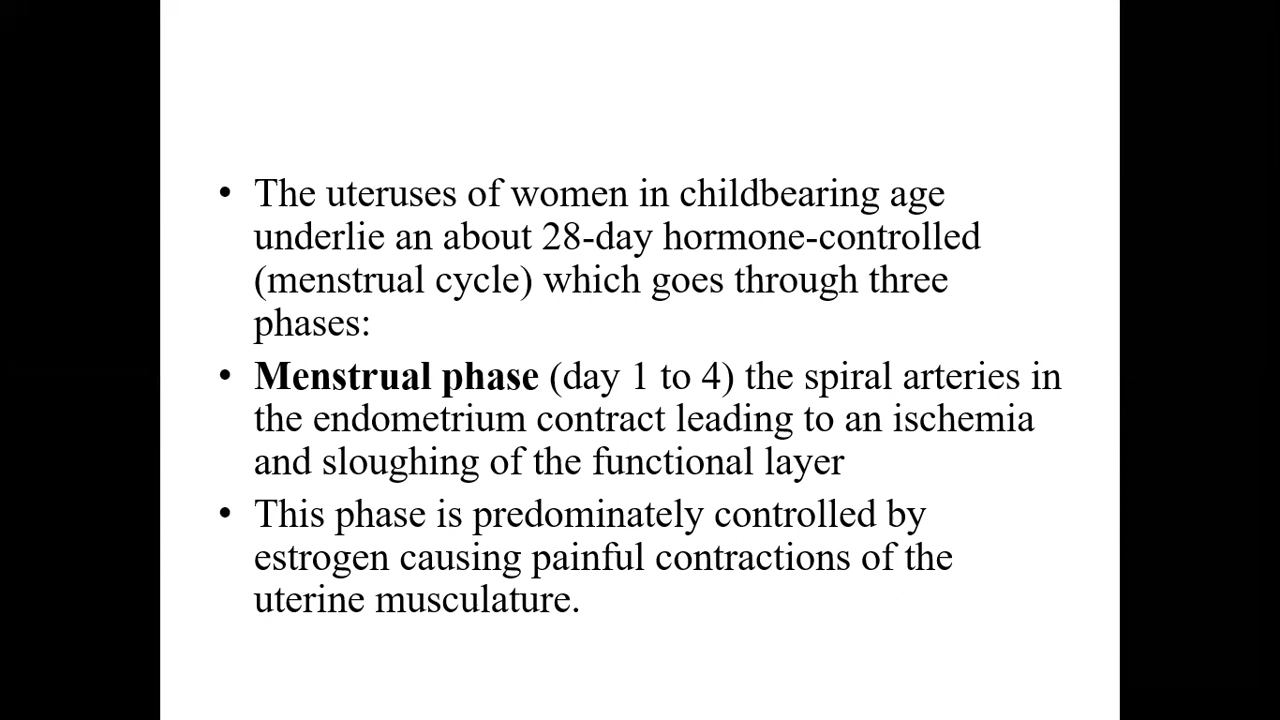 • The uteruses of women in childbearing age
underlie an about 28-day hormone-controlled
(menstrual cycle) which goes through three
phases:
• Menstrual phase (day 1 to 4) the spiral arteries in
the endometrium contract leading to an ischemia
and sloughing of the functional layer
• This phase is predominately controlled by
estrogen causing painful contractions of the
uterine musculature.